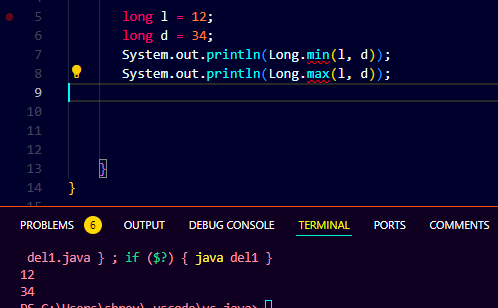 5 long l = 12;
6 long d = 34;
7 System.out.println(Long.min(l, d));
8 System.out.println(Long.max(l, d));
9
10
11
12
13 }
14 }
15
PROBLEMS 6 OUTPUT DEBUG CONSOLE TERMINAL PORTS COMMENTS
del1.java } ; if ($?) { java del1 }
12
34